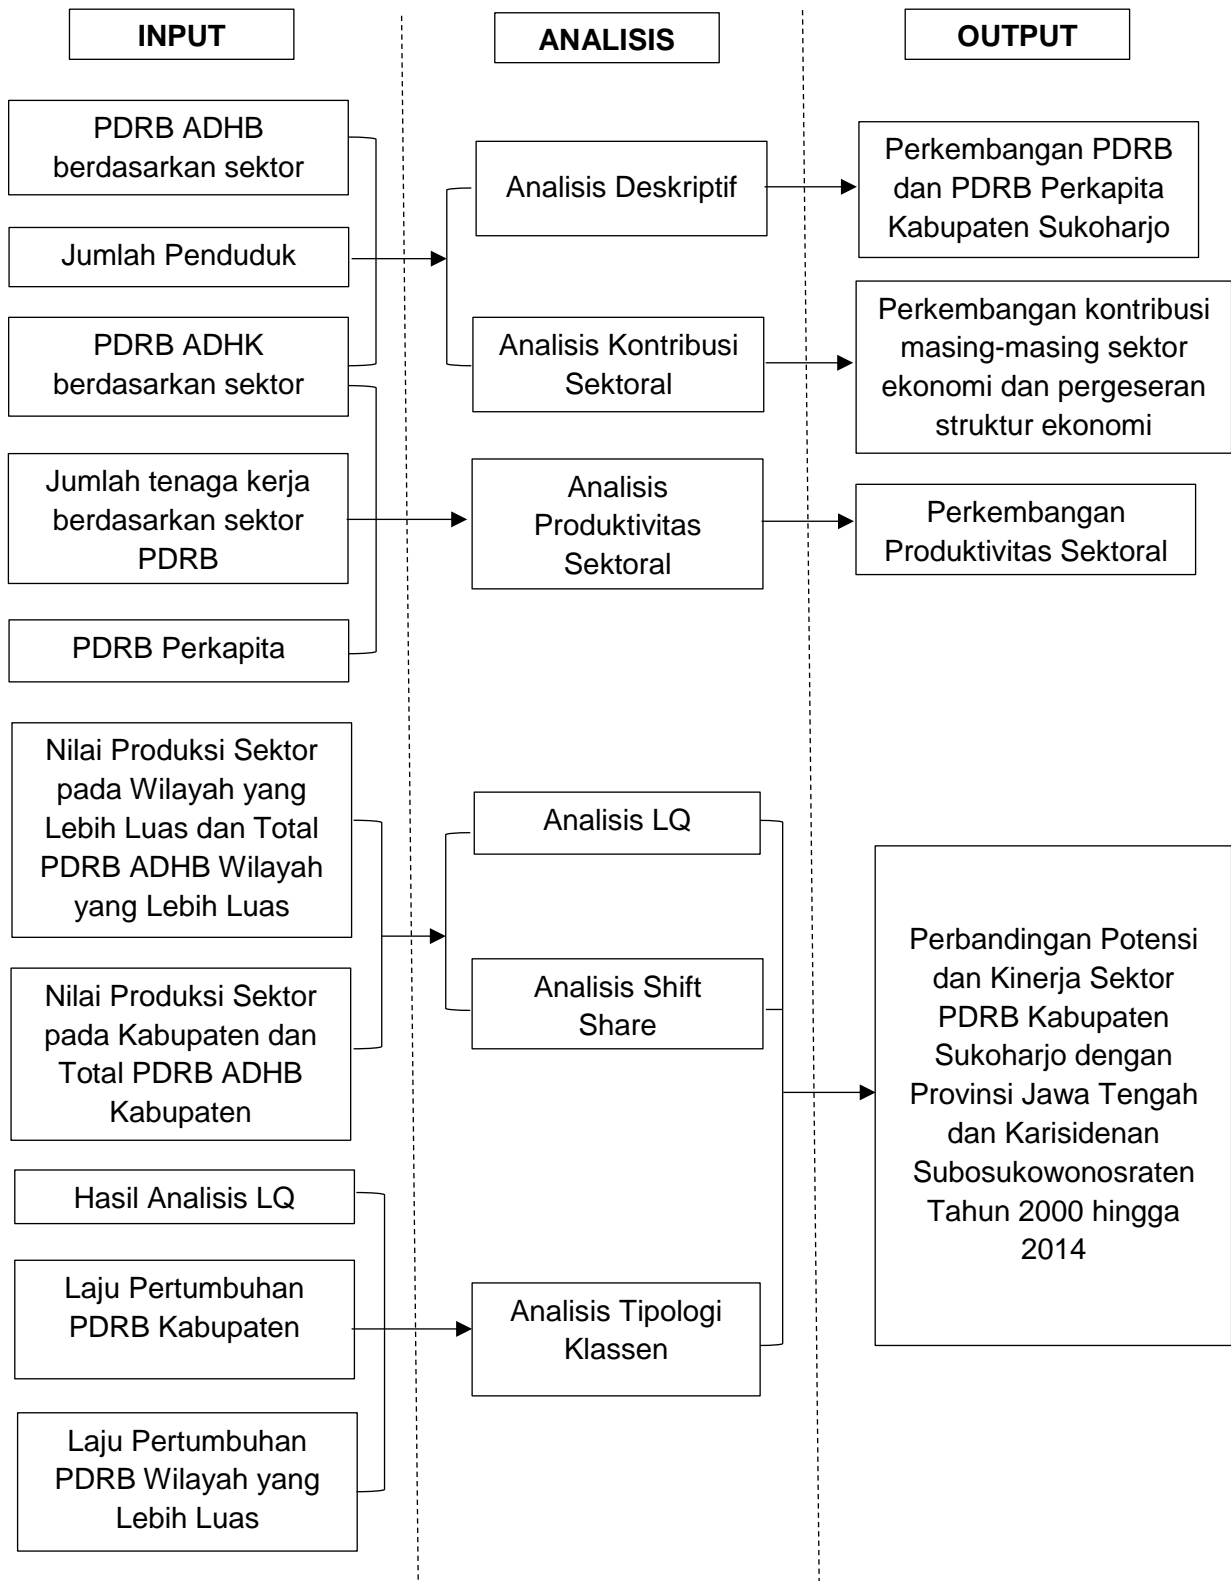 INPUT
ANALISIS
OUTPUT
PDRB ADHB
berdasarkan sektor
Jumlah Penduduk
PDRB ADHK
berdasarkan sektor
Jumlah tenaga kerja
berdasarkan sektor
PDRB
PDRB Perkapita
Nilai Produksi Sektor
pada Wilayah yang
Lebih Luas dan Total
PDRB ADHB Wilayah
yang Lebih Luas
Nilai Produksi Sektor
pada Kabupaten dan
Total PDRB ADHB
Kabupaten
Hasil Analisis LQ
Laju Pertumbuhan
PDRB Kabupaten
Laju Pertumbuhan
PDRB Wilayah yang
Lebih Luas
Analisis Deskriptif
Analisis Kontribusi
Sektoral
Analisis
Produktivitas
Sektoral
Analisis LQ
Analisis Shift
Share
Analisis Tipologi
Klassen
Perkembangan PDRB
dan PDRB Perkapita
Kabupaten Sukoharjo
Perkembangan kontribusi
masing-masing sektor
ekonomi dan pergeseran
struktur ekonomi
Perkembangan
Produktivitas Sektoral
Perbandingan Potensi
dan Kinerja Sektor
PDRB Kabupaten
Sukoharjo dengan
Provinsi Jawa Tengah
dan Karisidenan
Subosukowonosraten
Tahun 2000 hingga
2014